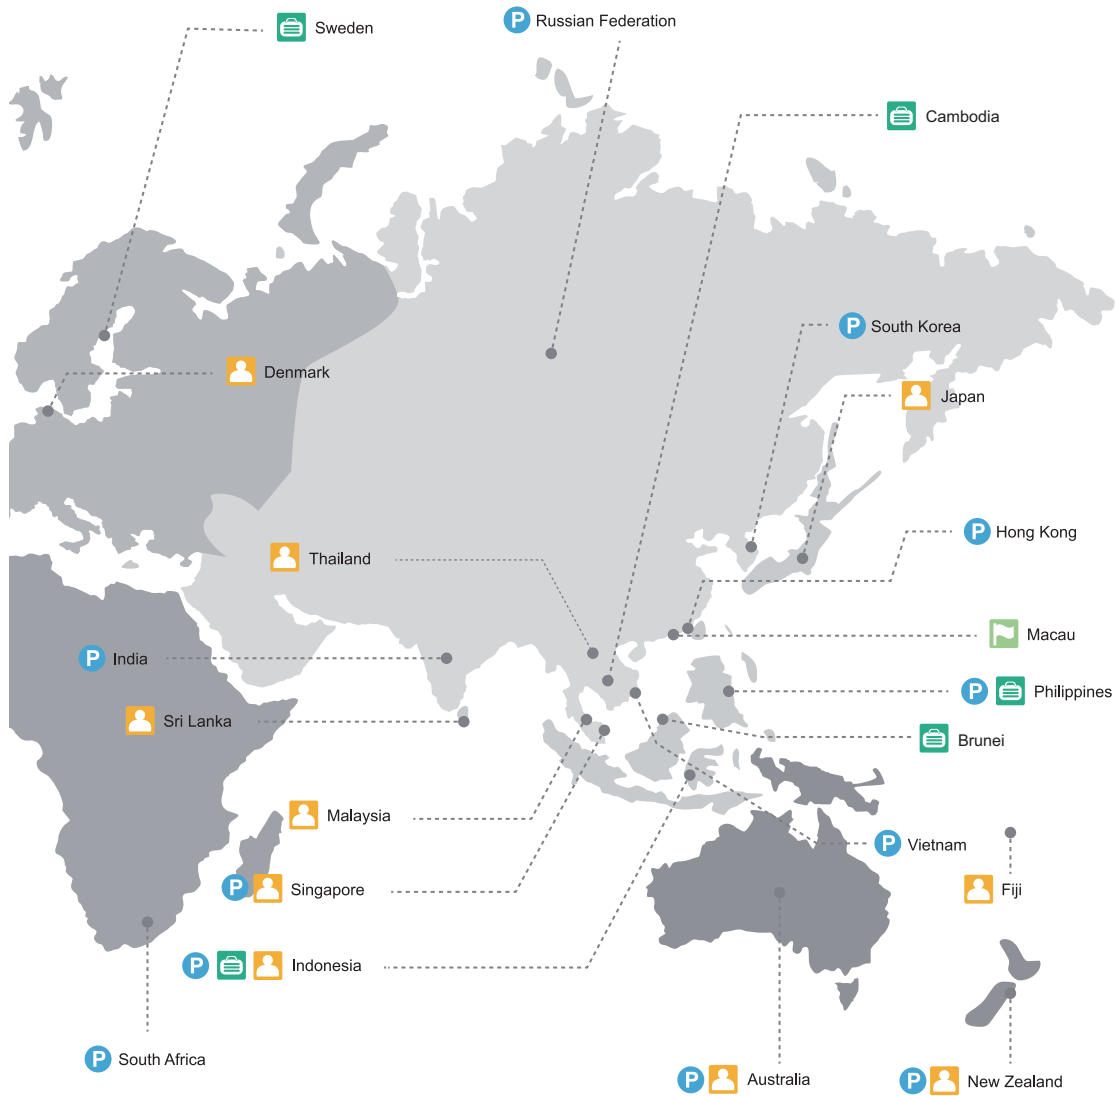 Sweden
P Russian Federation
Cambodia
P South Korea
Denmark
Japan
P Hong Kong
Thailand
Macau
P India
P Philippines
Sri Lanka
Brunei
Malaysia
P Vietnam
P Singapore
Fiji
P Indonesia
P South Africa
P Australia
P New Zealand